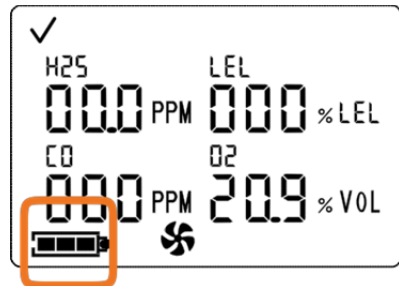 H2S LEL
00.0 PPM 000 % LEL
CO O2
000 PPM 20.9 % VOL